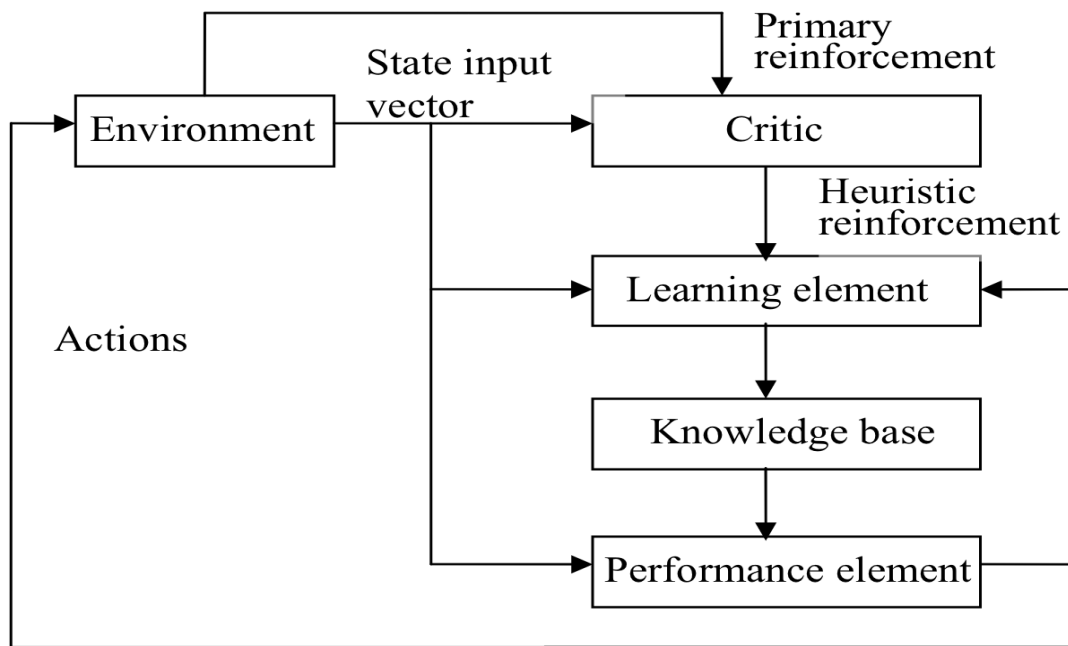 Primary
reinforcement
State input
vector
Environment
Critic
Heuristic
reinforcement
Learning element
Actions
Knowledge base
Performance element